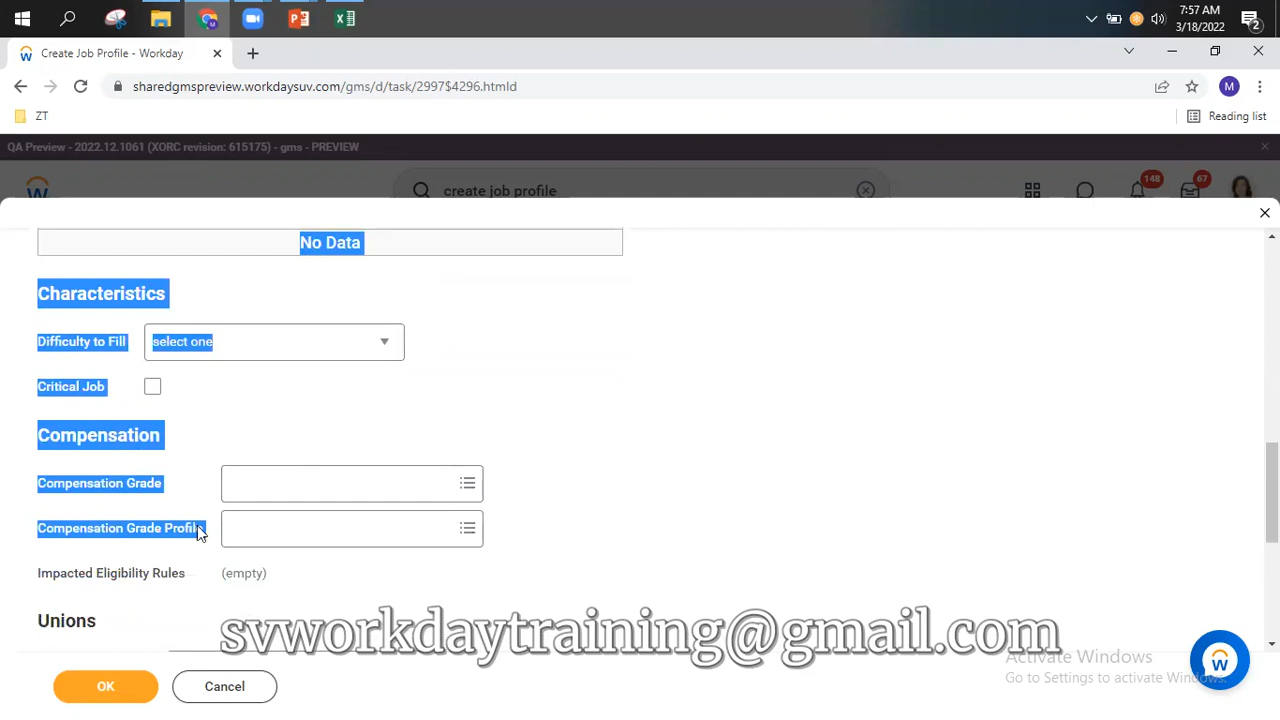 7:57 AM
3/18/2022
2
Create Job Profile - Workday
sharedgmspreview.workdaysuv.com/gms/d/task/2997$4296.htmld
M
ZT
Reading list
QA Preview - 2022.12.1061 (XORC revision: 615175) - gms - PREVIEW
create job profile
148
67
No Data
Characteristics
Difficulty to Fill
select one
Critical Job
Compensation
Compensation Grade
Compensation Grade Profile
Impacted Eligibility Rules
(empty)
Unions
svworkdaytraining@gmail.com
Activate Windows
Go to Settings to activate Windows.
OK
Cancel